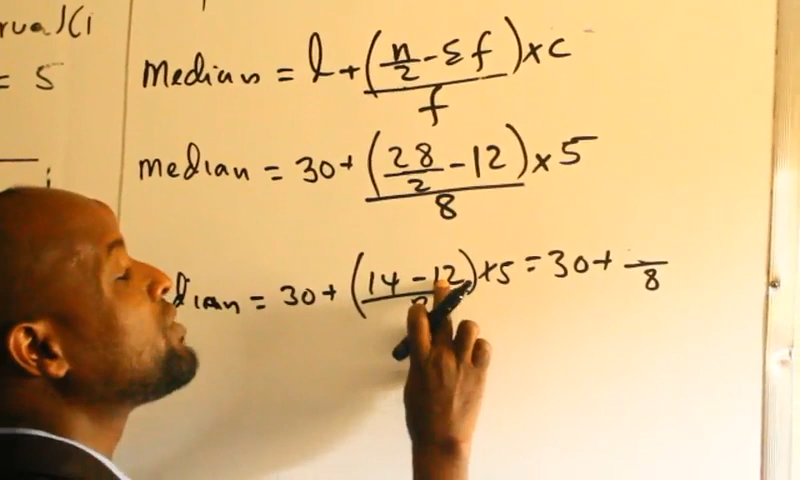 = 5
Median = l + (n/2 - Σf) × c / f
median = 30 + (28/2 - 12) × 5 / 8
dian = 30 + (14 - 12) × 5 = 30 + / 8